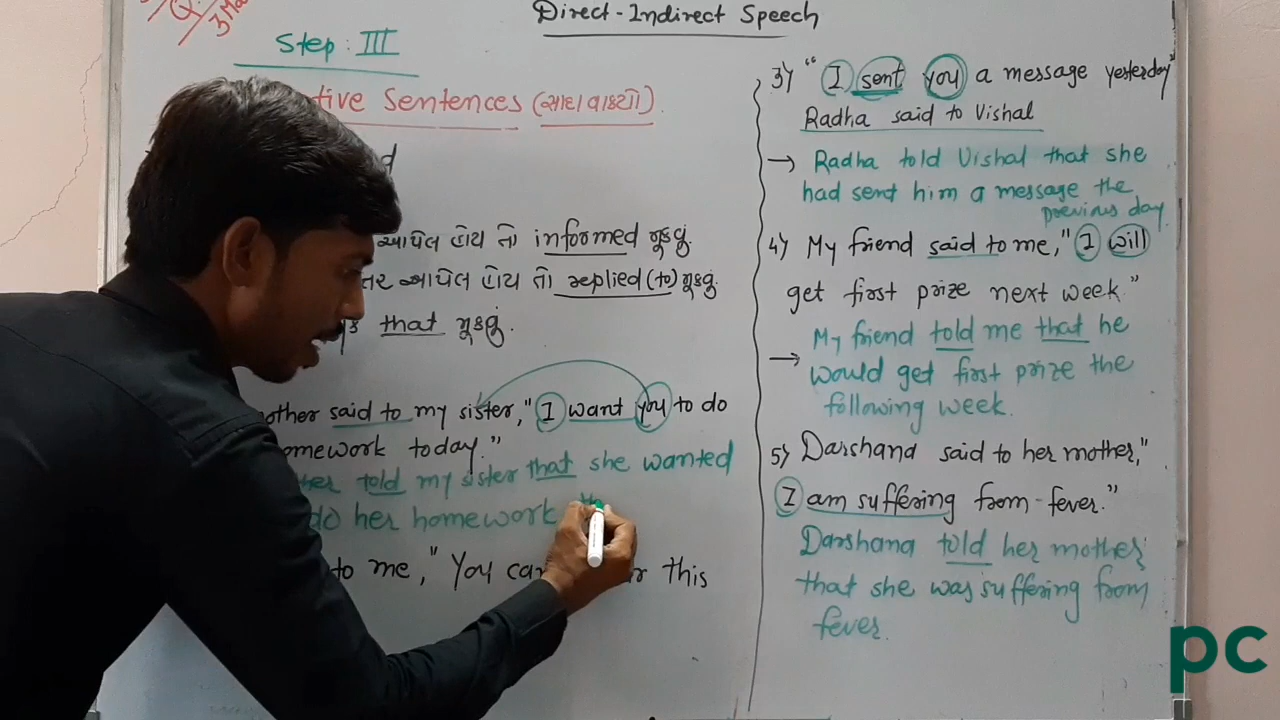 Direct-Indirect Speech
Step: III
tive Sentences (સાદા વાક્યો).
આપેલ હોય તો informed મૂકવું.
તર આપેલ હોય તો replied (to) મૂકવું.
that મૂકવું.
other said to my sister, "I want you to do
omework today."
her told my sister that she wanted
do her homework th
to me, "You can this
3) "I sent you a message yesterday"
Radha said to Vishal
→ Radha told Vishal that she
had sent him a message the
previous day.
4) My friend said to me, "I will
get first prize next week."
→ My friend told me that he
would get first prize the
following week.
5) Darshana said to her mother,"
I am suffering from fever."
Darshana told her mother
that she was suffering from
fever.
pc